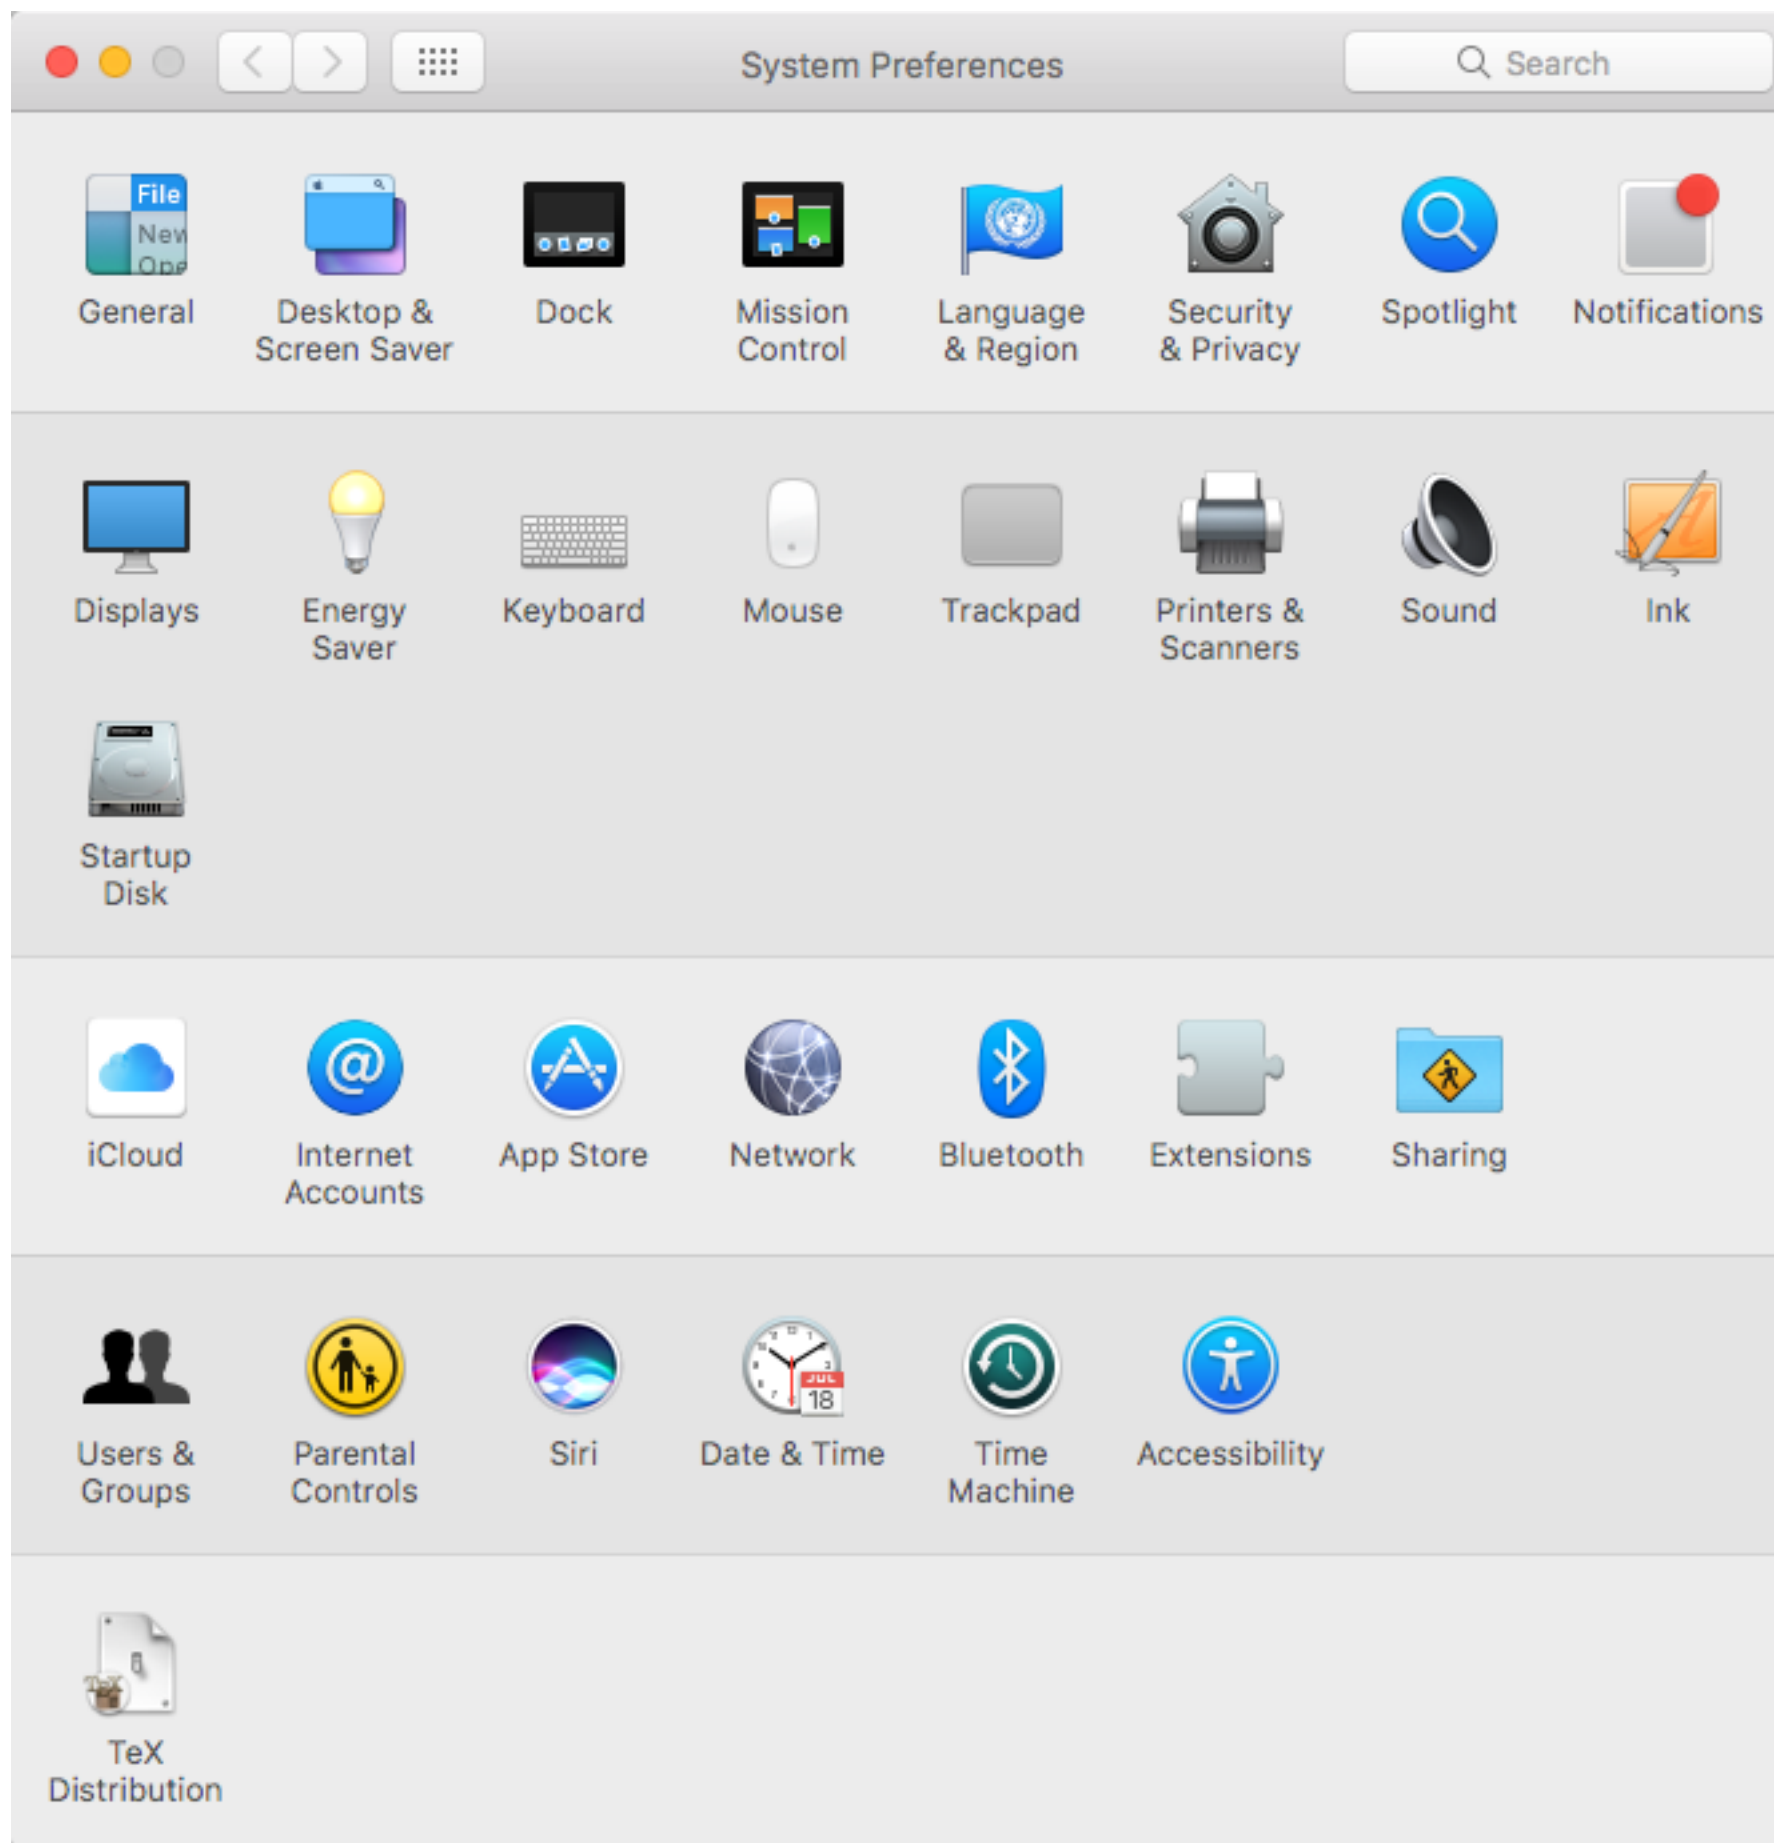 System Preferences
Search
File
New
Ope
General
Desktop &
Screen Saver
Dock
Mission
Control
Language
& Region
Security
& Privacy
Spotlight
Notifications
Displays
Energy
Saver
Keyboard
Mouse
Trackpad
Printers &
Scanners
Sound
Ink
Startup
Disk
iCloud
Internet
Accounts
App Store
Network
Bluetooth
Extensions
Sharing
JUL
18
Users &
Groups
Parental
Controls
Siri
Date & Time
Time
Machine
Accessibility
TeX
TeX
Distribution